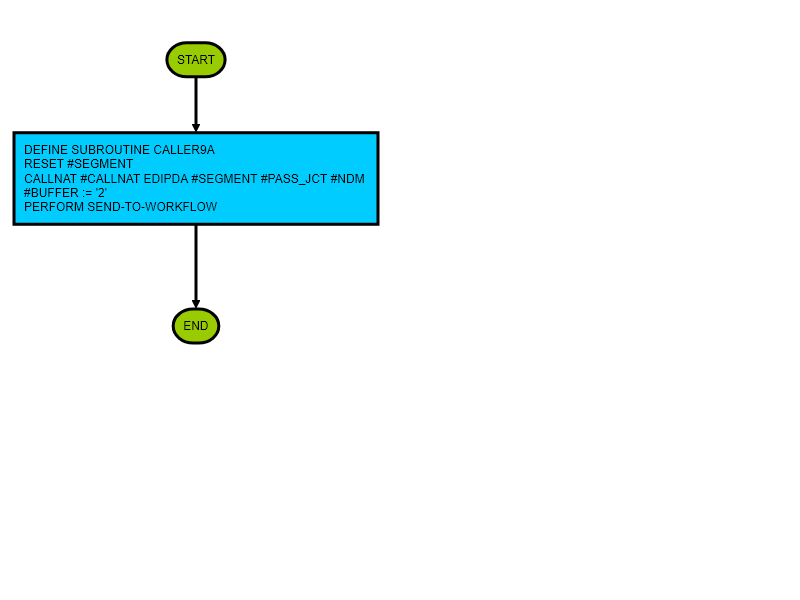 START
DEFINE SUBROUTINE CALLER9A
RESET #SEGMENT
CALLNAT #CALLNAT EDIPDA #SEGMENT #PASS_JCT #NDM
#BUFFER := '2'
PERFORM SEND-TO-WORKFLOW
END